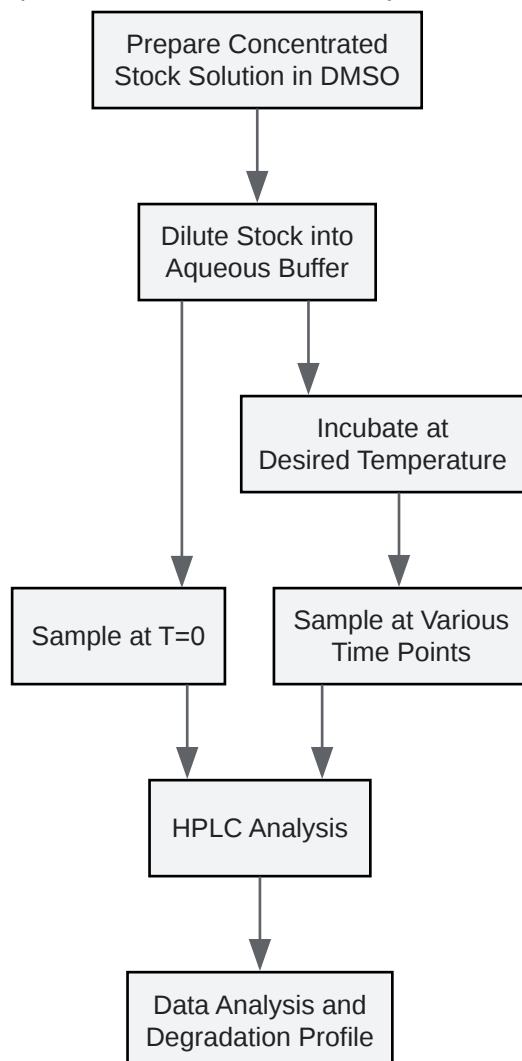 Prepare Concentrated
Stock Solution in DMSO
Dilute Stock into
Aqueous Buffer
Incubate at
Desired Temperature
Sample at T=0
Sample at Various
Time Points
HPLC Analysis
Data Analysis and
Degradation Profile